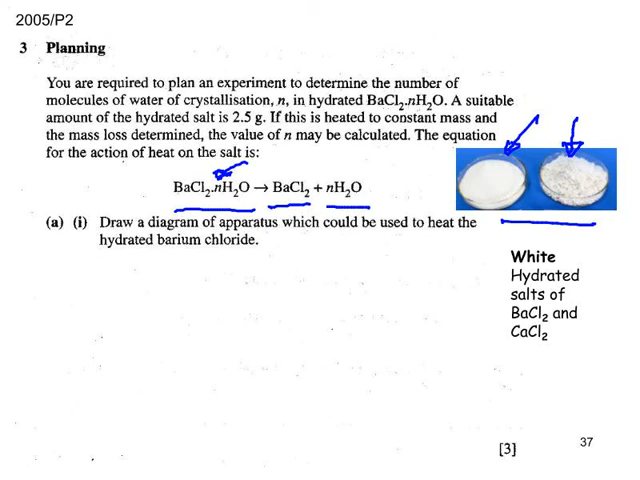 2005/P2
3 Planning
You are required to plan an experiment to determine the number of
molecules of water of crystallisation, n, in hydrated BaCl₂.nH₂O. A suitable
amount of the hydrated salt is 2.5 g. If this is heated to constant mass and
the mass loss determined, the value of n may be calculated. The equation
for the action of heat on the salt is:
BaCl₂.nH₂O → BaCl₂ + nH₂O
(a) (i) Draw a diagram of apparatus which could be used to heat the
hydrated barium chloride.
White
Hydrated
salts of
BaCl₂ and
CaCl₂
[3]
37